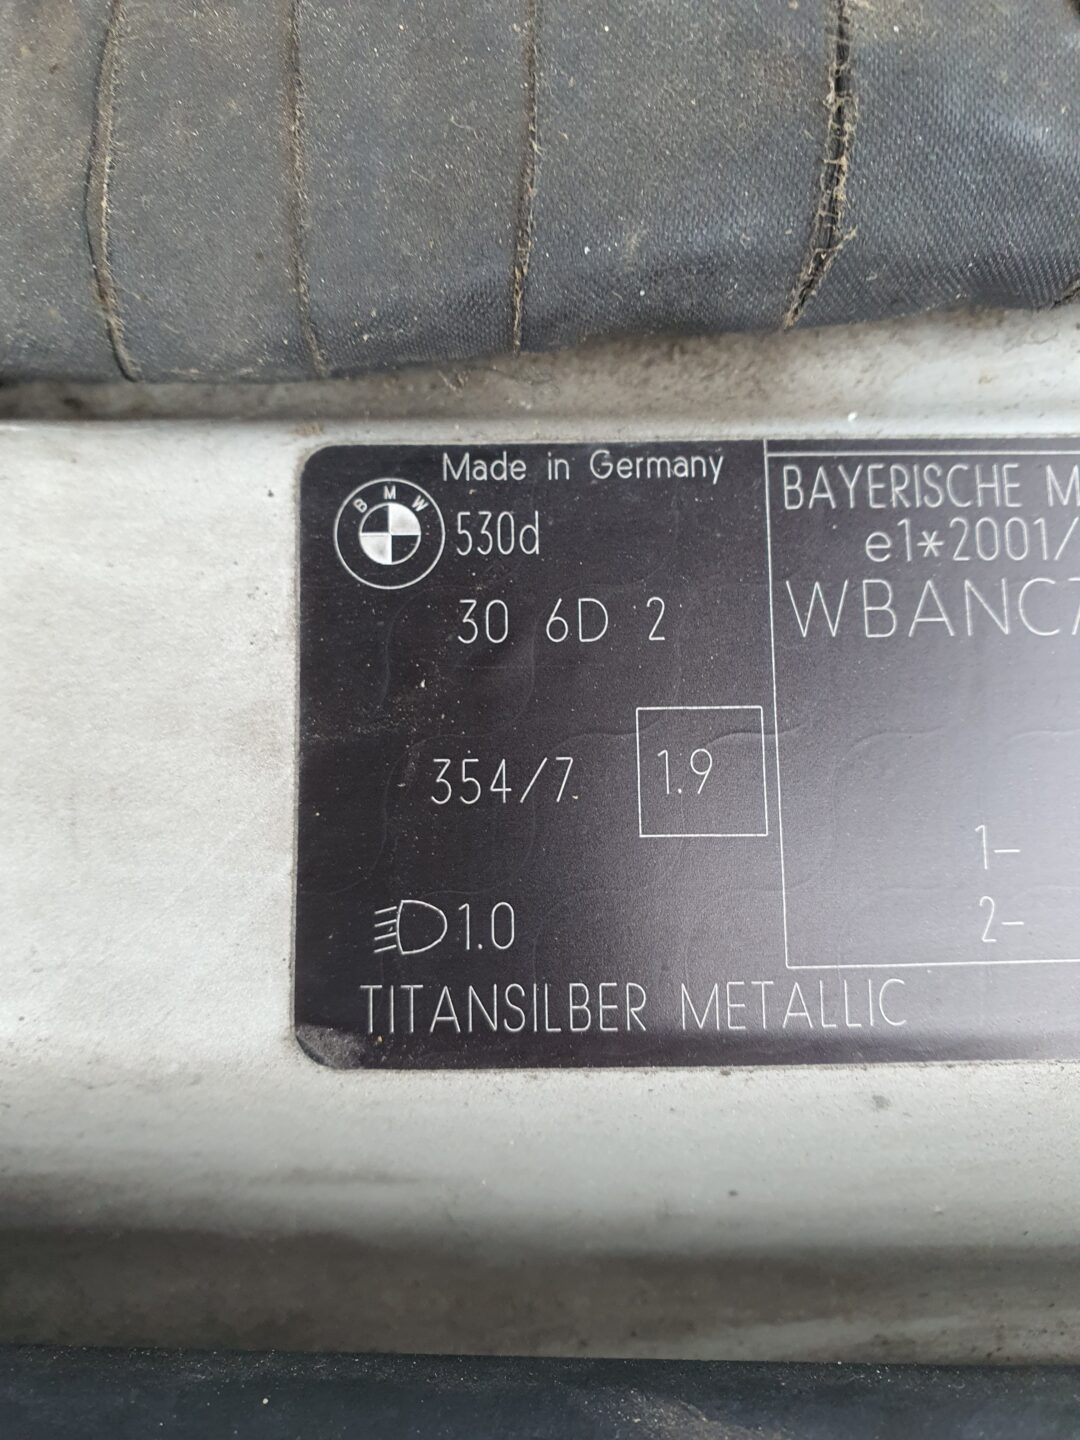 Made in Germany
BMW
530d
30 6D 2
354/7
1.9
1.0
TITANSILBER METALLIC
BAYERISCHE M
e1*2001/
WBANC7
1-
2-